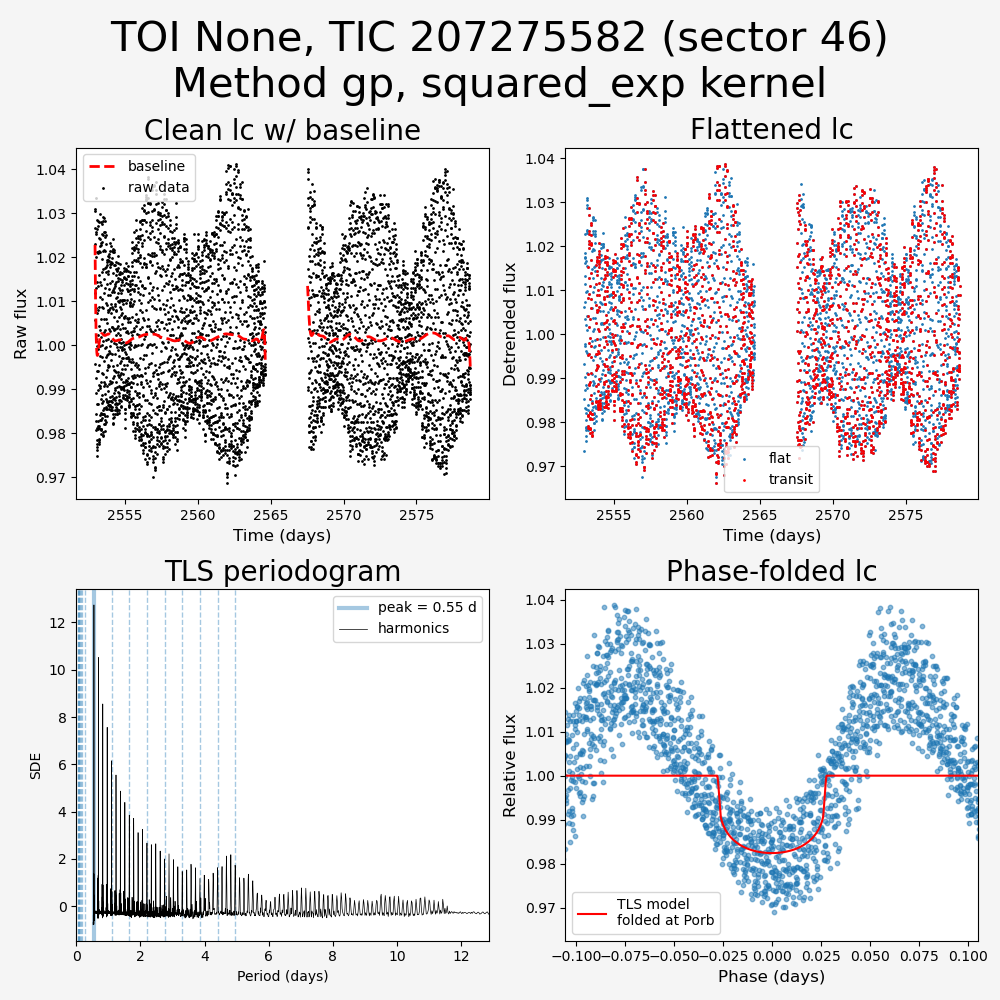 TOI None, TIC 207275582 (sector 46)
Method gp, squared_exp kernel
Clean lc w/ baseline
baseline
raw data
1.04
1.03
1.02
1.01
1.00
0.99
0.98
0.97
Raw flux
2555 2560 2565 2570 2575
Time (days)
Flattened lc
1.04
1.03
1.02
1.01
1.00
0.99
0.98
0.97
Detrended flux
flat
transit
2555 2560 2565 2570 2575
Time (days)
TLS periodogram
peak = 0.55 d
harmonics
12
10
8
6
4
2
0
SDE
0 2 4 6 8 10 12
Period (days)
Phase-folded lc
1.04
1.03
1.02
1.01
1.00
0.99
0.98
0.97
Relative flux
TLS model
folded at Porb
−0.100 −0.075 −0.050 −0.025 0.000 0.025 0.050 0.075 0.100
Phase (days)